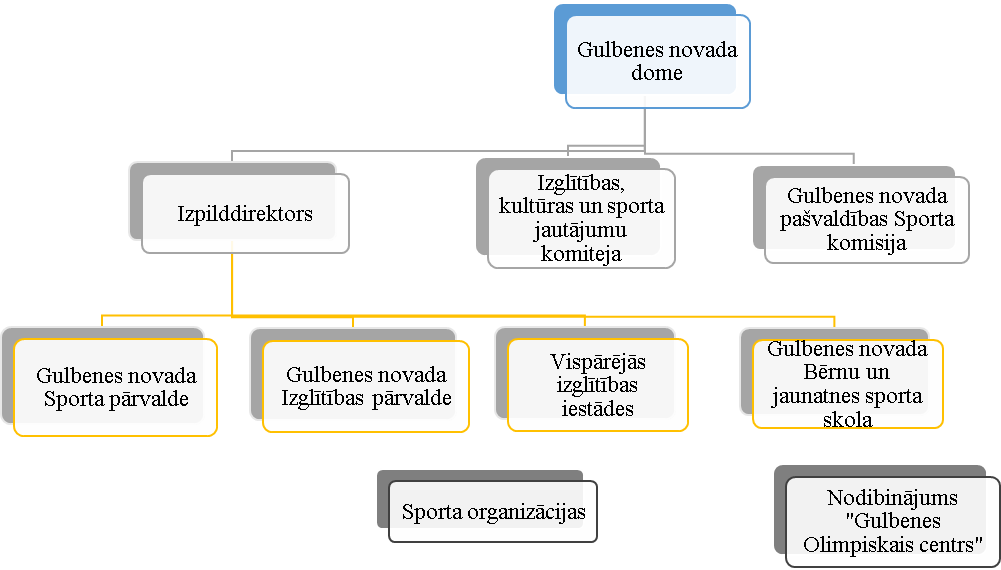 Gulbenes novada
dome
Izpilddirektors
Izglītības,
kultūras un sporta
jautājumu
komiteja
Gulbenes novada
pašvaldības Sporta
komisija
Gulbenes novada
Sporta pārvalde
Gulbenes novada
Izglītības pārvalde
Vispārējās
izglītības
iestādes
Gulbenes novada
Bērnu un
jaunatnes sporta
skola
Sporta organizācijas
Nodibinājums
"Gulbenes
Olimpiskais centrs"